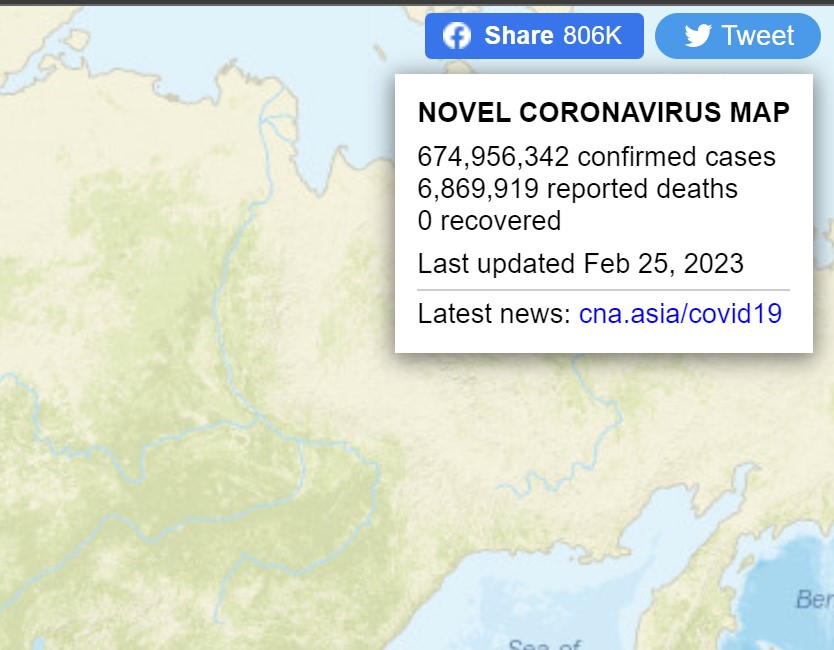 Share 806K
Tweet
NOVEL CORONAVIRUS MAP
674,956,342 confirmed cases
6,869,919 reported deaths
0 recovered
Last updated Feb 25, 2023
Latest news: cna.asia/covid19
Ber
Sea of